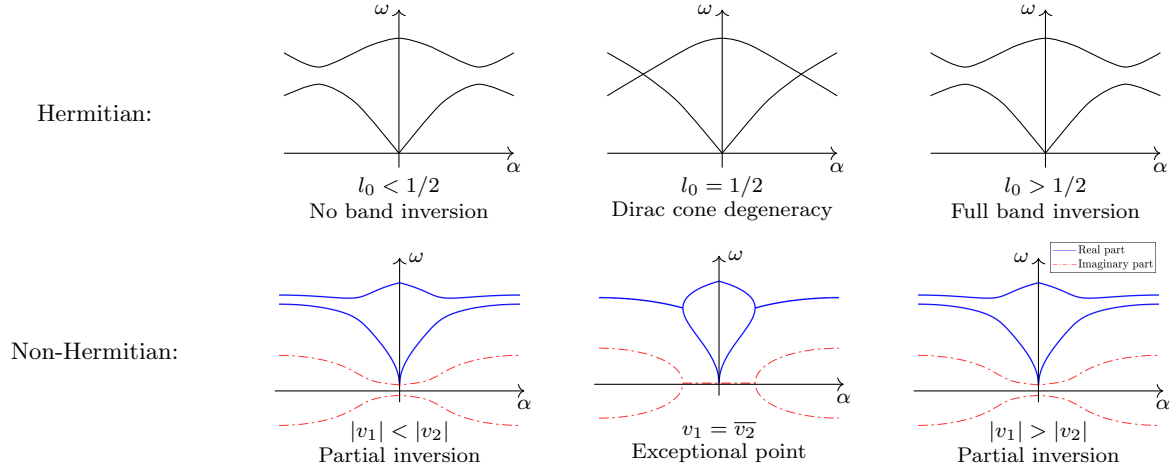 Hermitian:
ω
α
l₀ < 1/2
No band inversion
ω
α
l₀ = 1/2
Dirac cone degeneracy
ω
α
l₀ > 1/2
Full band inversion
Non-Hermitian:
ω
α
|v₁| < |v₂|
Partial inversion
ω
α
v₁ = v̅₂
Exceptional point
Real part
Imaginary part
ω
α
|v₁| > |v₂|
Partial inversion